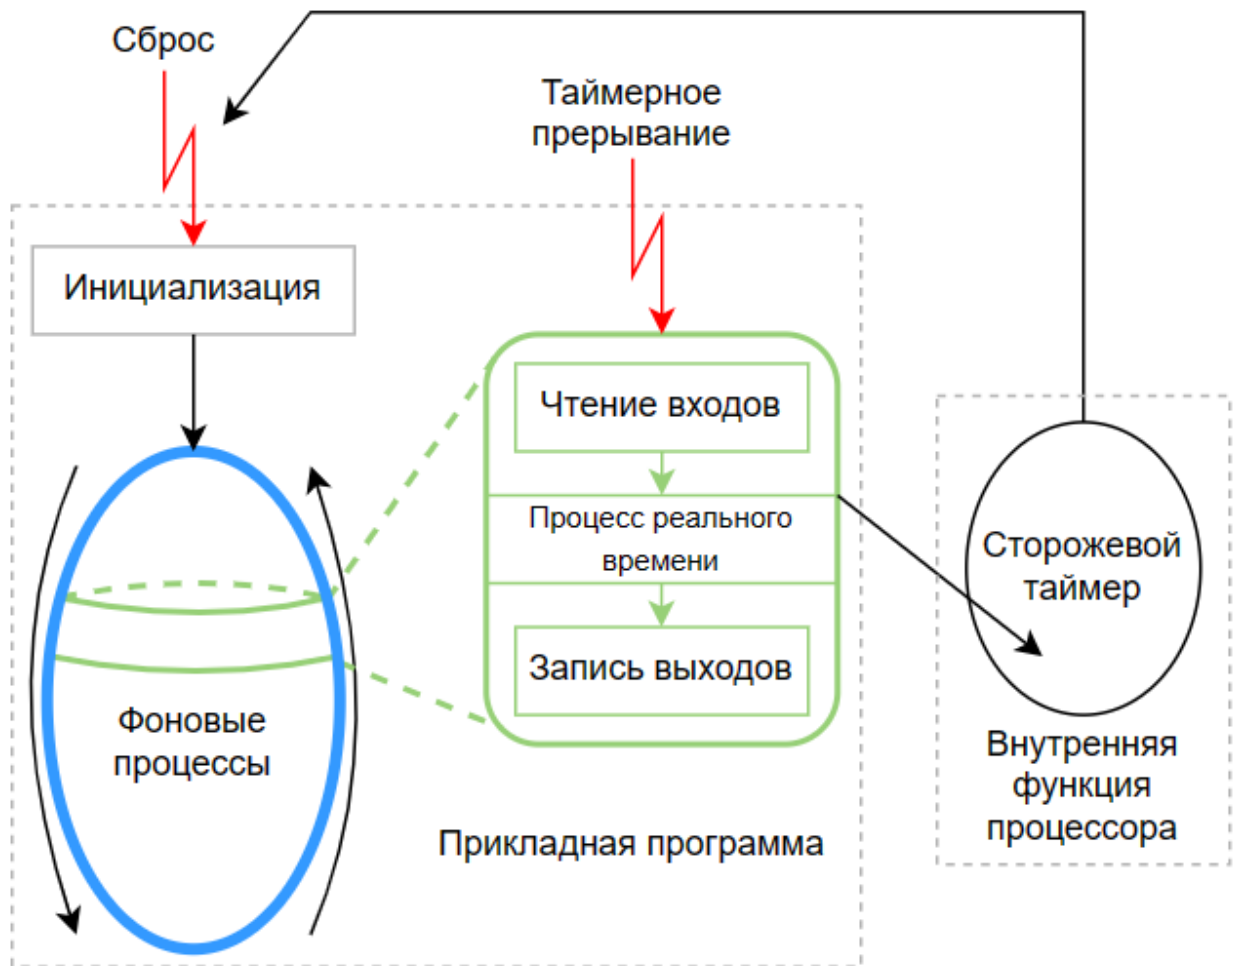 Сброс
Таймерное
прерывание
Инициализация
Чтение входов
Процесс реального
времени
Запись выходов
Фоновые
процессы
Прикладная программа
Сторожевой
таймер
Внутренняя
функция
процессора